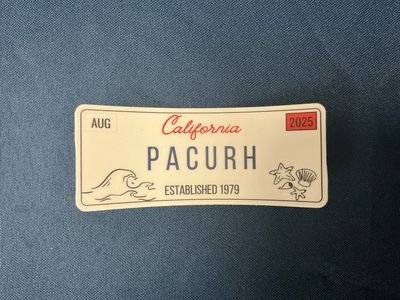 AUG
California
2025
PACURH
ESTABLISHED 1979